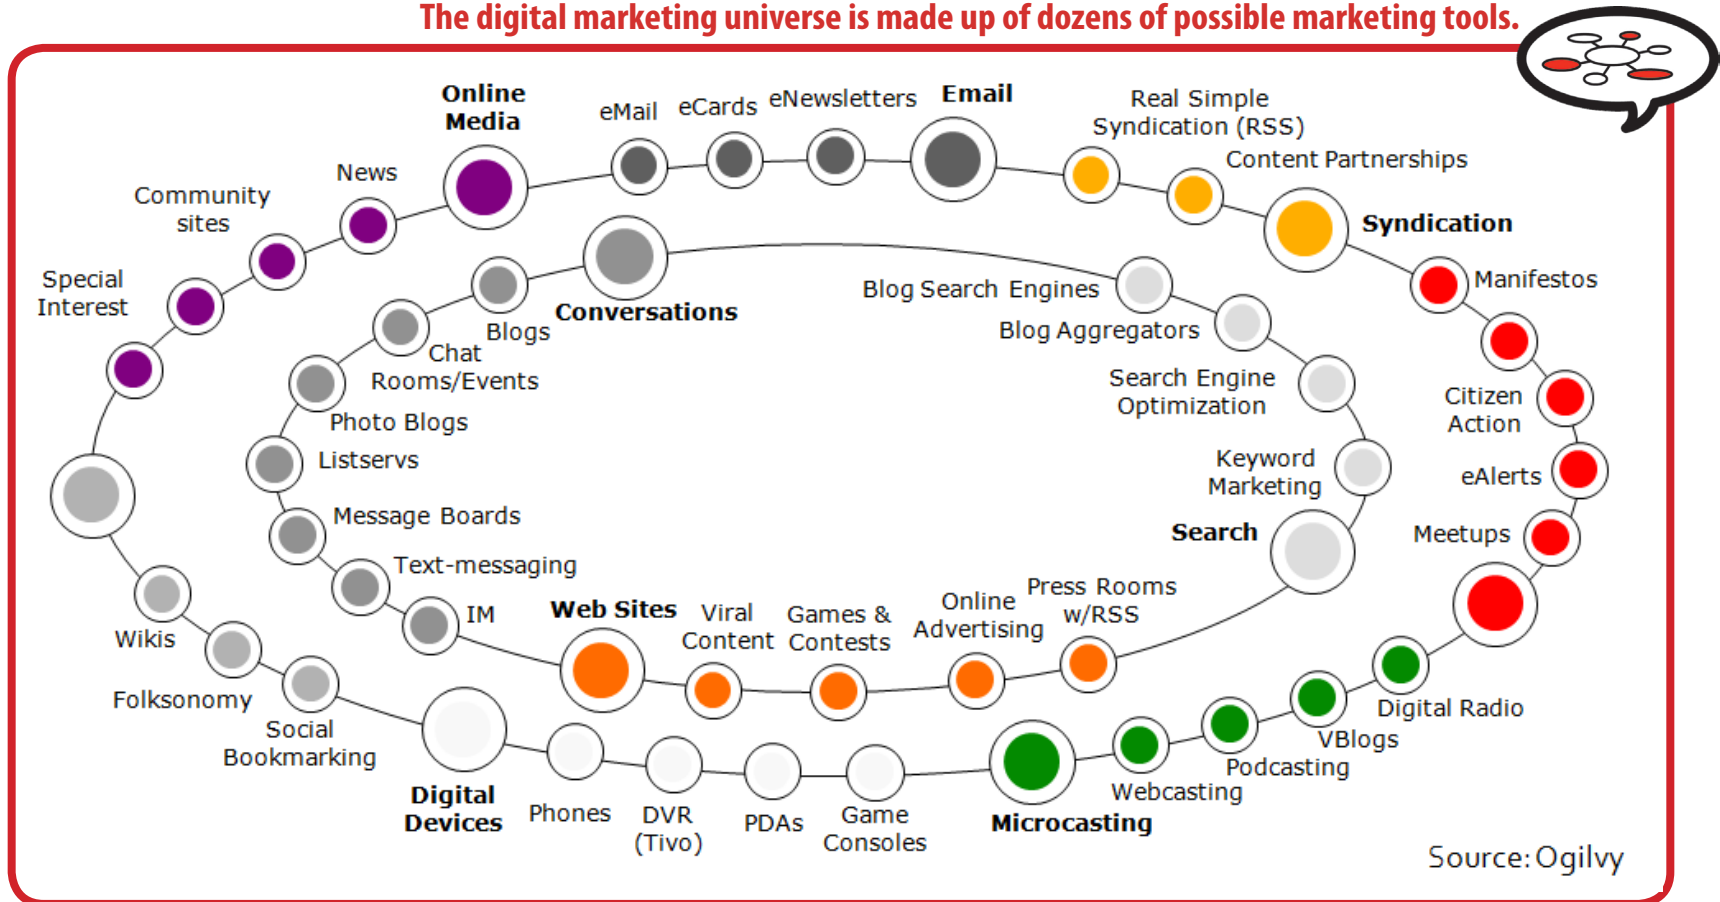 The digital marketing universe is made up of dozens of possible marketing tools.
Online
Media
eMail
eCards
eNewsletters
Email
Real Simple
Syndication (RSS)
Content Partnerships
Syndication
News
Community
sites
Special
Interest
Manifestos
Citizen
Action
eAlerts
Meetups
Conversations
Blogs
Chat
Rooms/Events
Photo Blogs
Listservs
Message Boards
Text-messaging
IM
Blog Search Engines
Blog Aggregators
Search Engine
Optimization
Keyword
Marketing
Search
Web Sites
Viral
Content
Games &
Contests
Online
Advertising
Press Rooms
w/RSS
Wikis
Folksonomy
Social
Bookmarking
Digital
Devices
Phones
DVR
(Tivo)
PDAs
Game
Consoles
Microcasting
Webcasting
Podcasting
VBlogs
Digital Radio
Source: Ogilvy